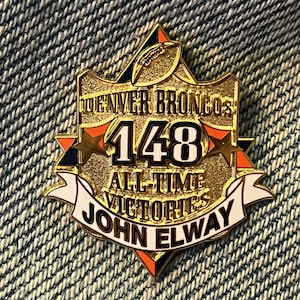 DENVER BRONCOS
148
ALL-TIME
VICTORIES
JOHN ELWAY